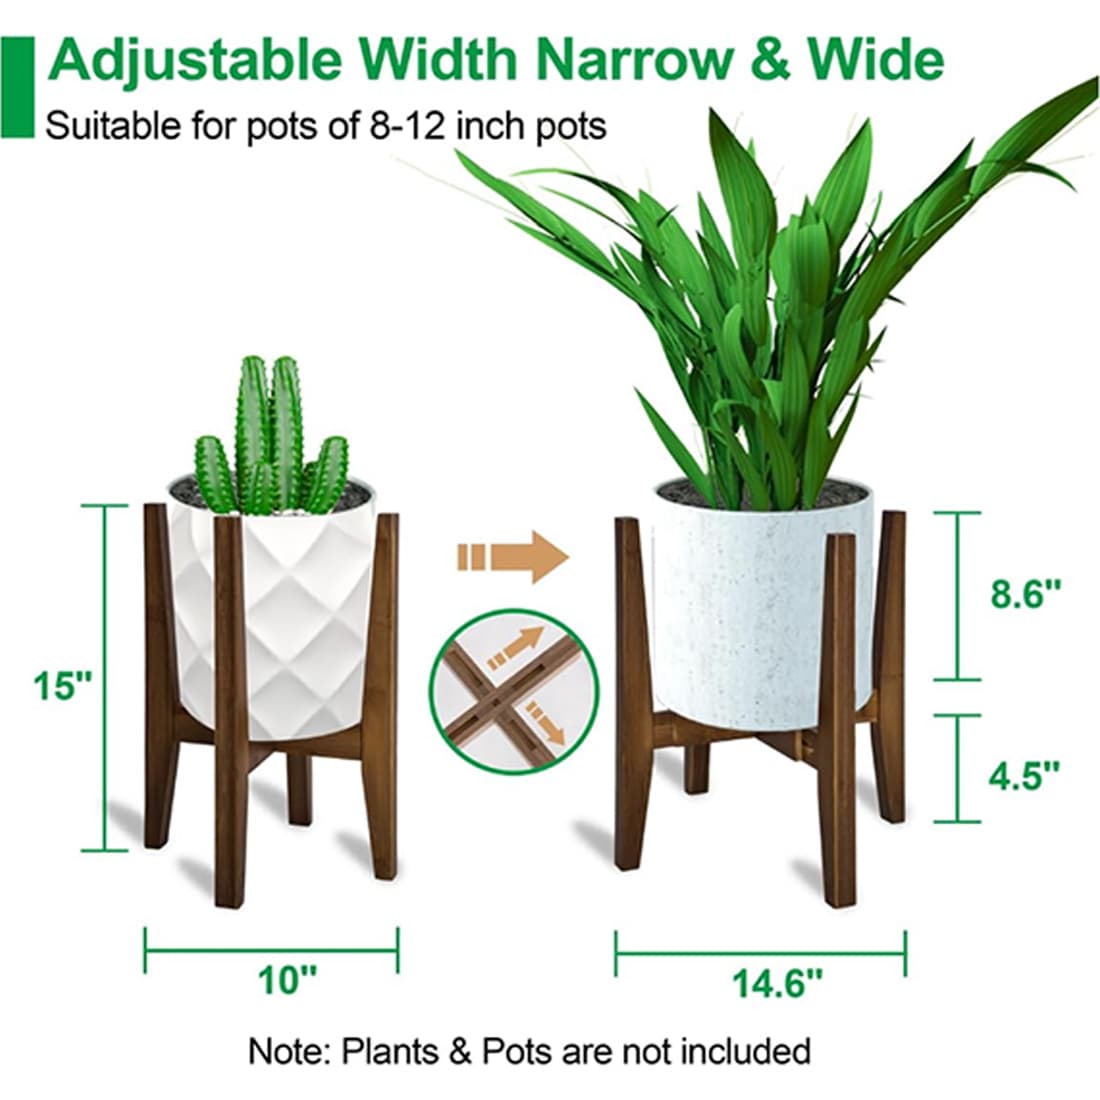 Adjustable Width Narrow & Wide
Suitable for pots of 8-12 inch pots
15"
8.6"
4.5"
10"
14.6"
Note: Plants & Pots are not included